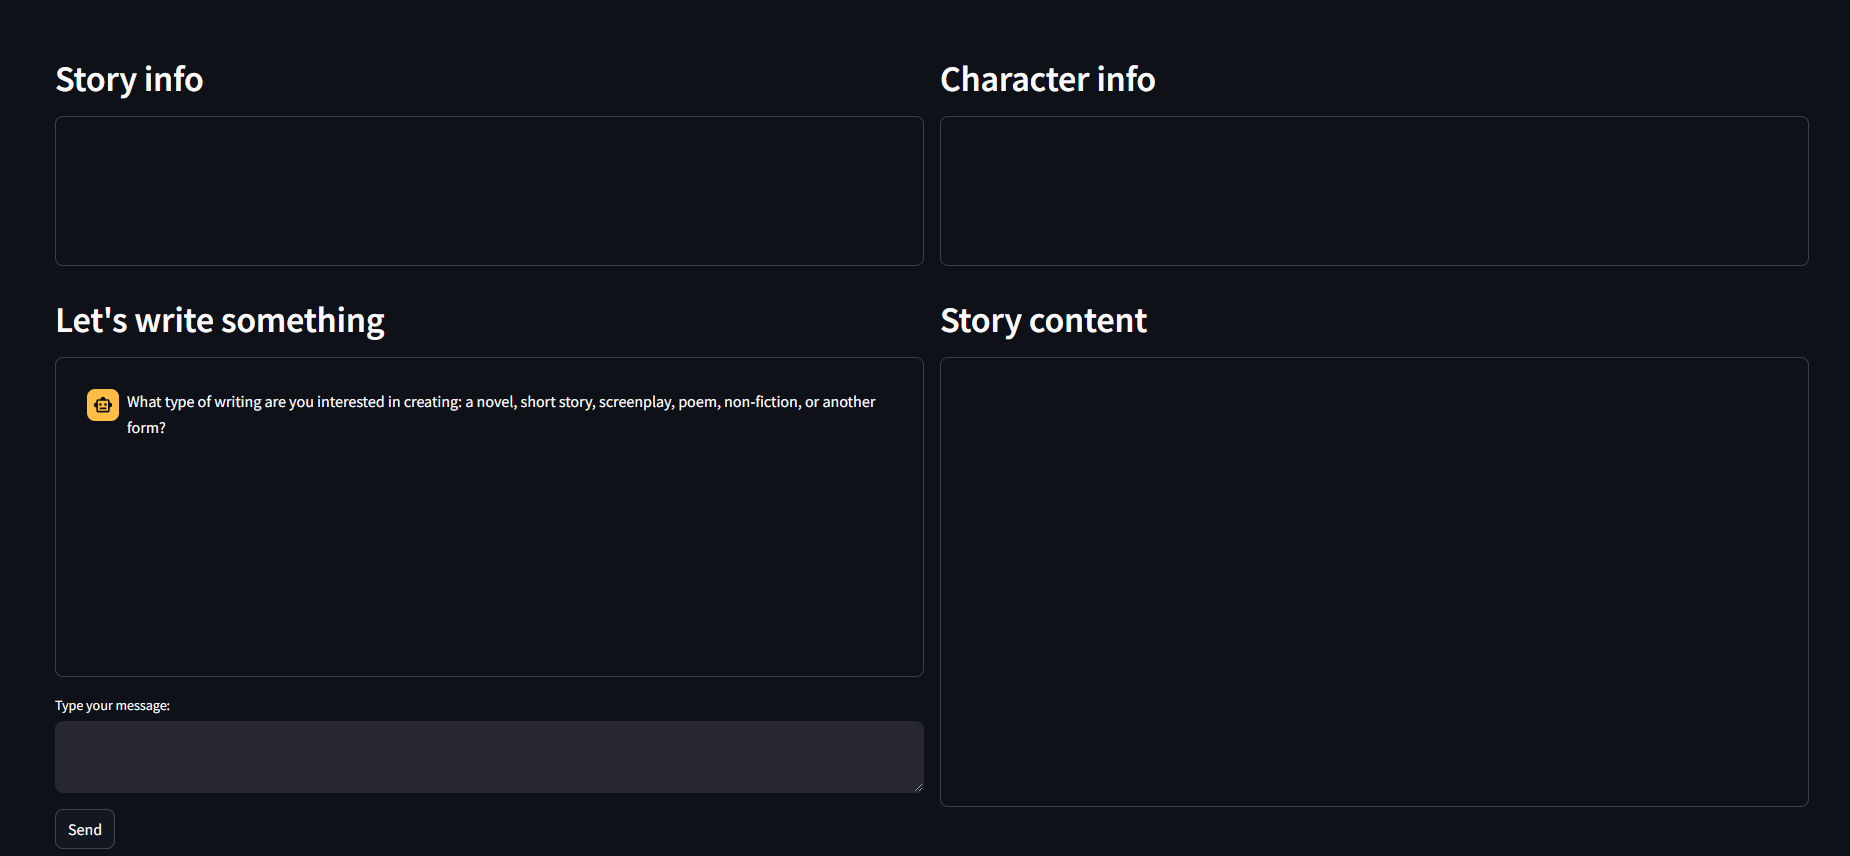 Story info
Character info
Let's write something
What type of writing are you interested in creating: a novel, short story, screenplay, poem, non-fiction, or another
form?
Story content
Type your message:
Send